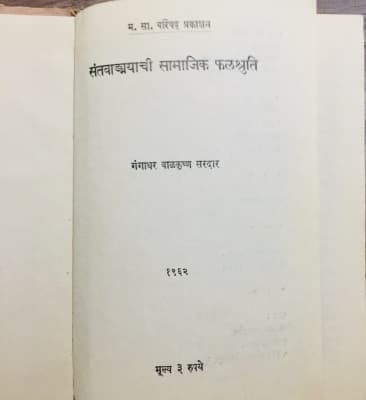 म. सा. परिषद् प्रकाशन
संतवाङ्मयाची सामाजिक फलश्रुति
गंगाधर बाळकृष्ण सरदार
१९६२
मूल्य ३ रुपये